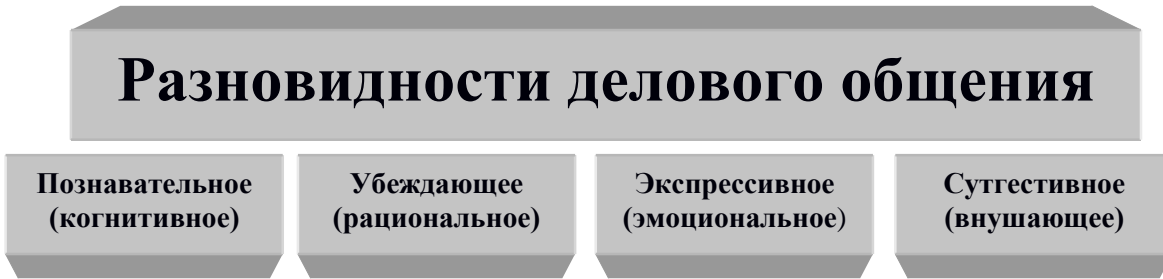 Разновидности делового общения
Познавательное
(когнитивное)
Убеждающее
(рациональное)
Экспрессивное
(эмоциональное)
Сутгестивное
(внушающее)